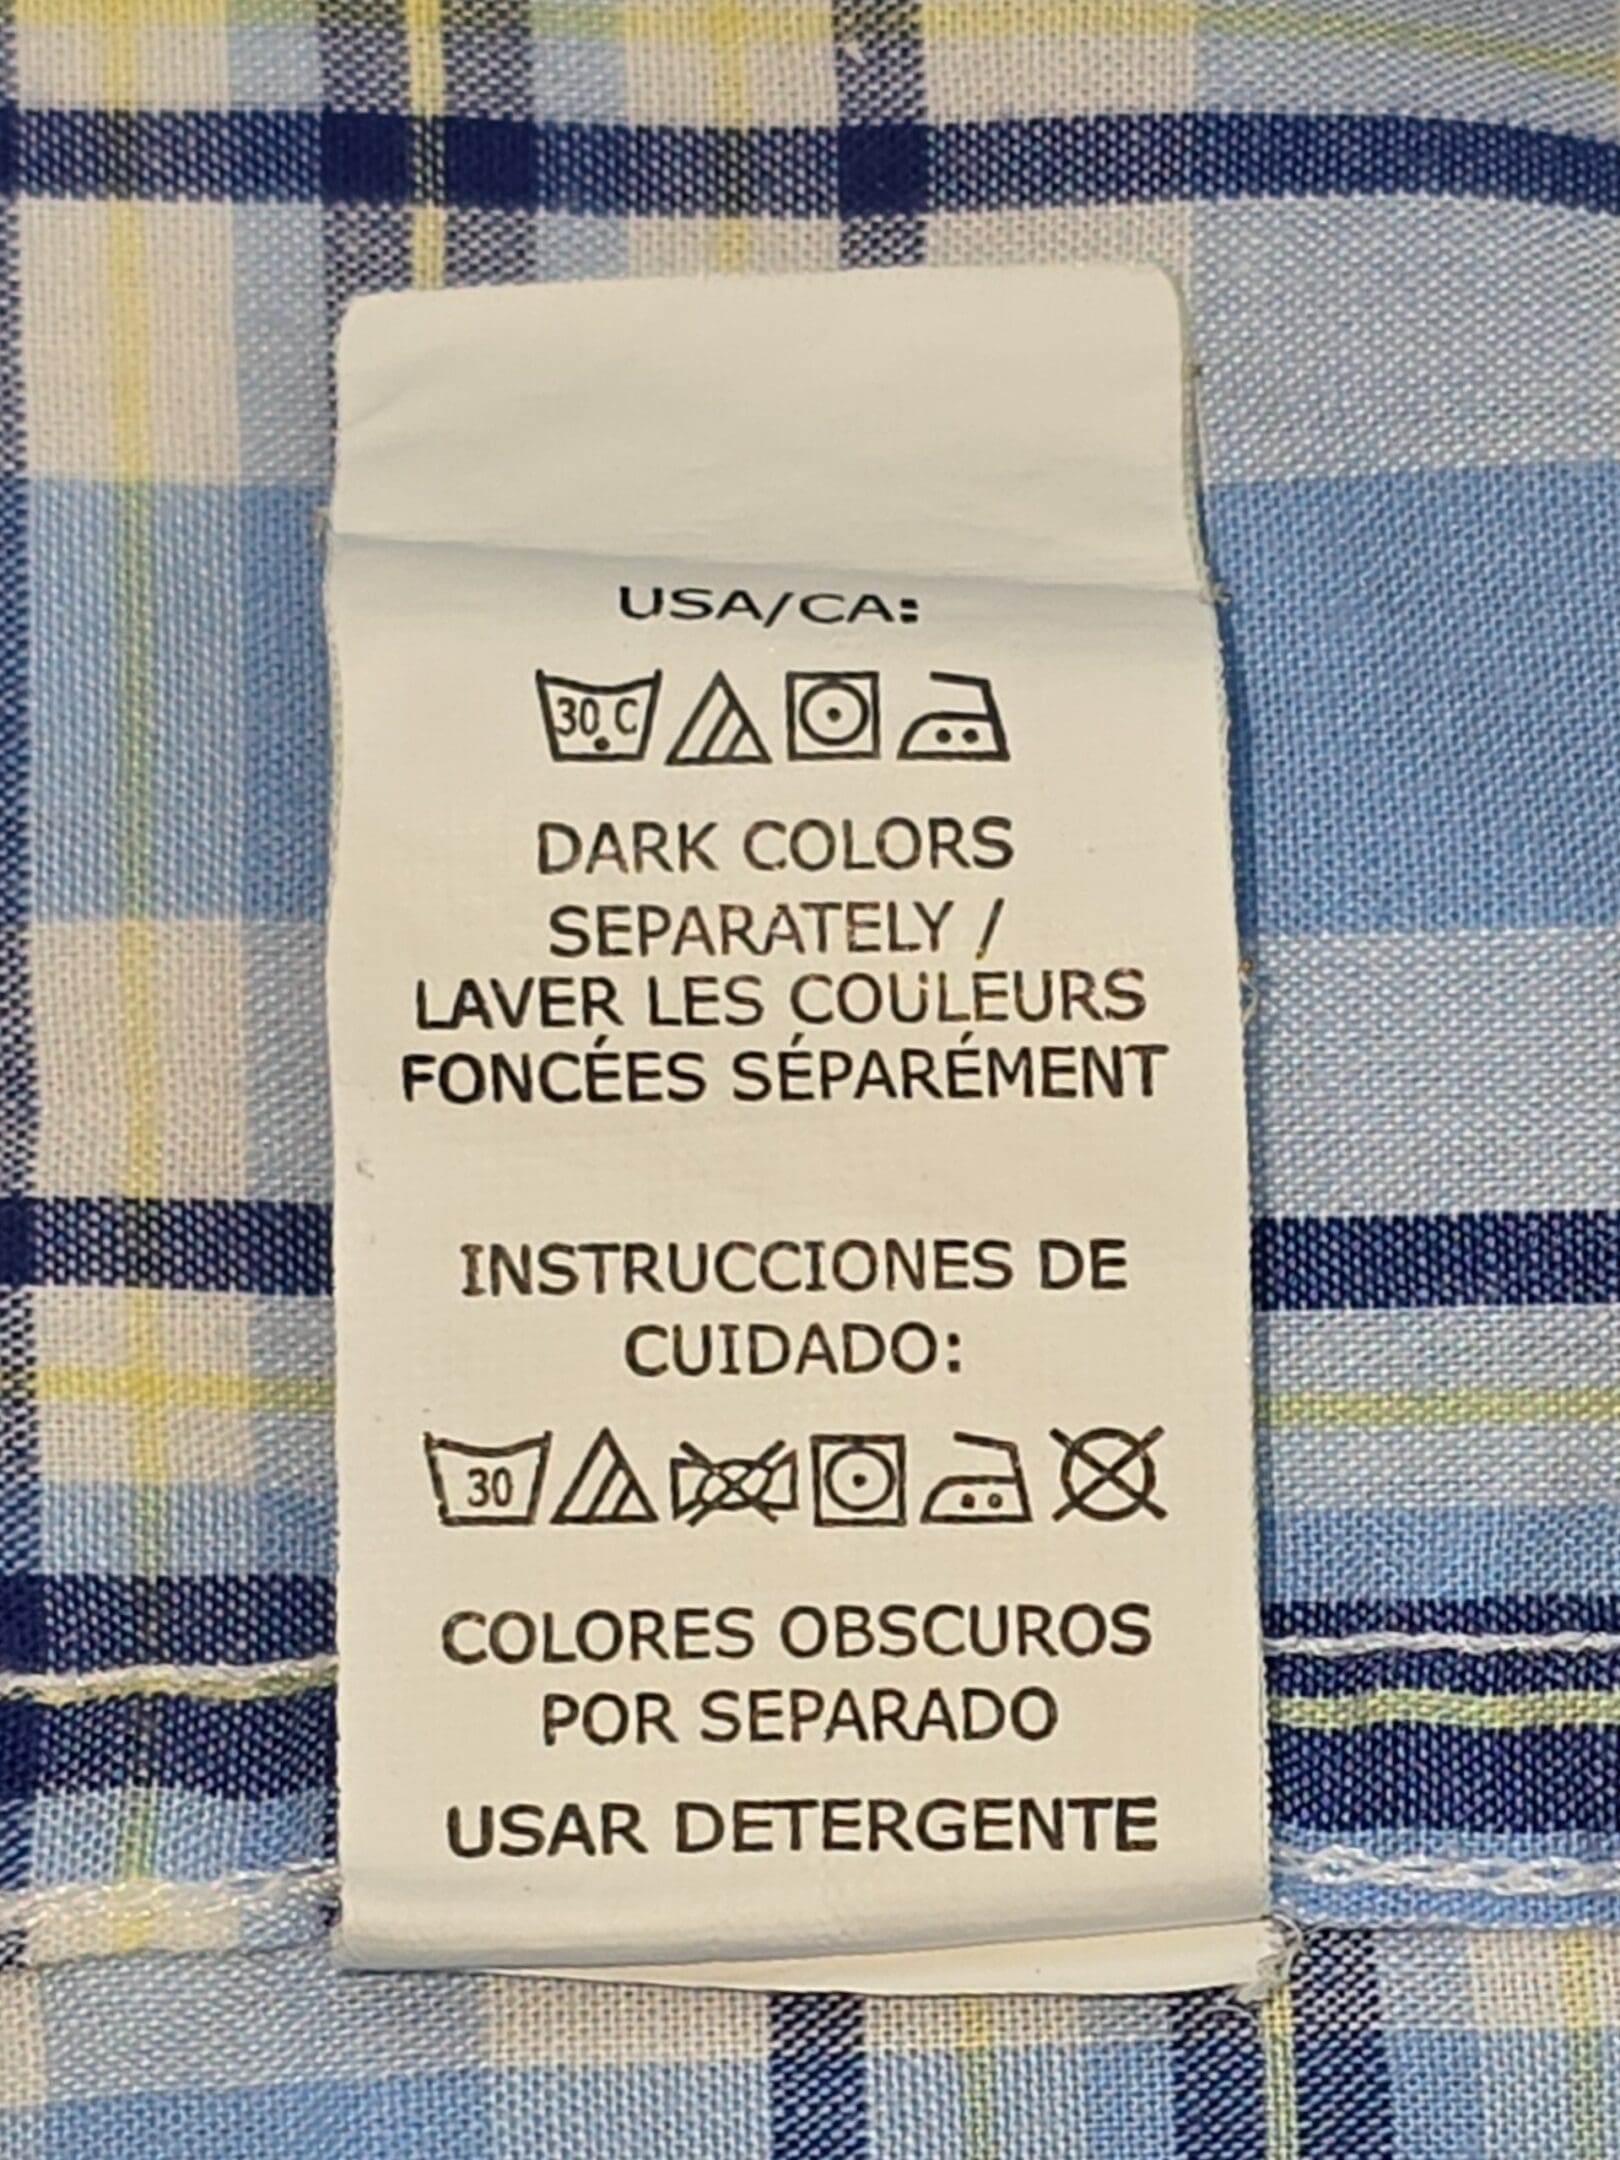 USA/CA:
30 C
DARK COLORS
SEPARATELY /
LAVER LES COULEURS
FONCÉES SÉPARÉMENT
INSTRUCCIONES DE
CUIDADO:
30
COLORES OBSCUROS
POR SEPARADO
USAR DETERGENTE